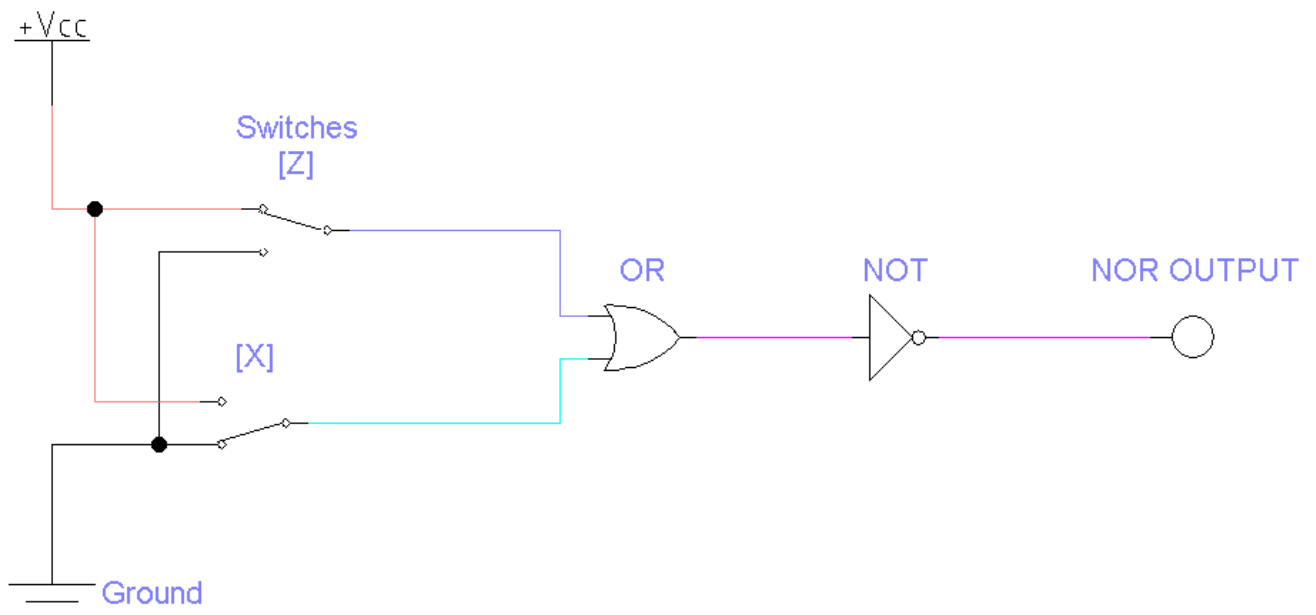 +Vcc
Switches
[Z]
OR
NOT
NOR OUTPUT
[X]
Ground